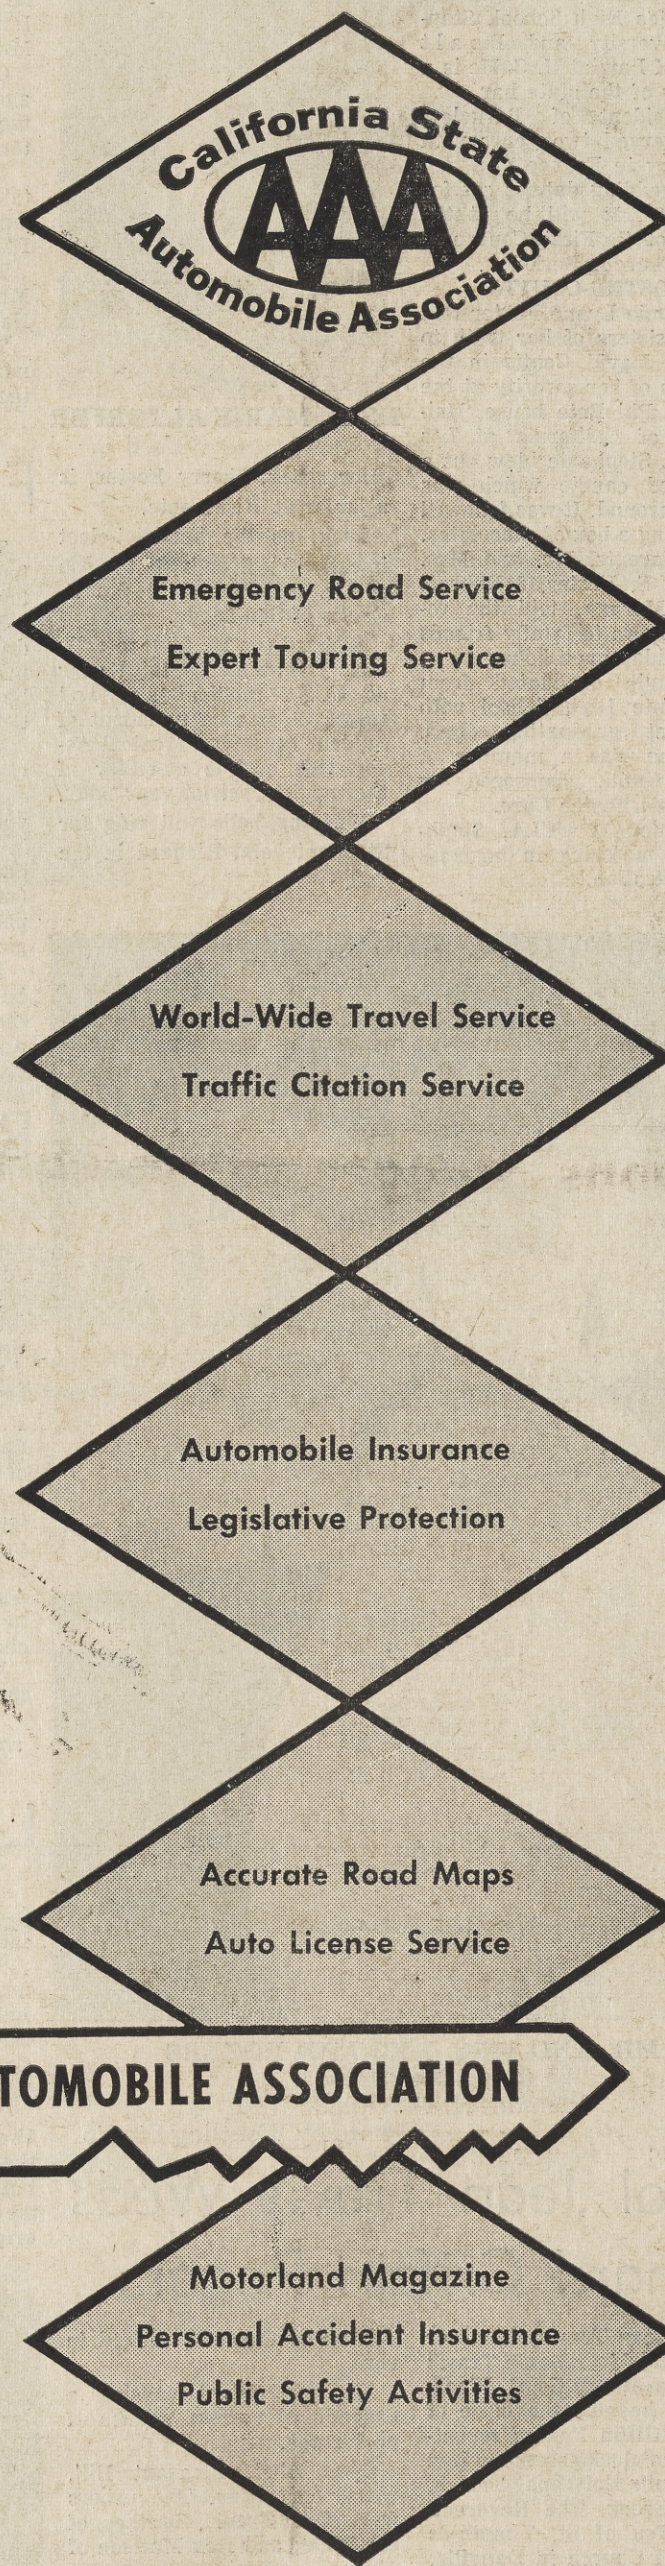 California State
AAA
Automobile Association
Emergency Road Service
Expert Touring Service
World-Wide Travel Service
Traffic Citation Service
Automobile Insurance
Legislative Protection
Accurate Road Maps
Auto License Service
TOMOBILE ASSOCIATION
Motorland Magazine
Personal Accident Insurance
Public Safety Activities